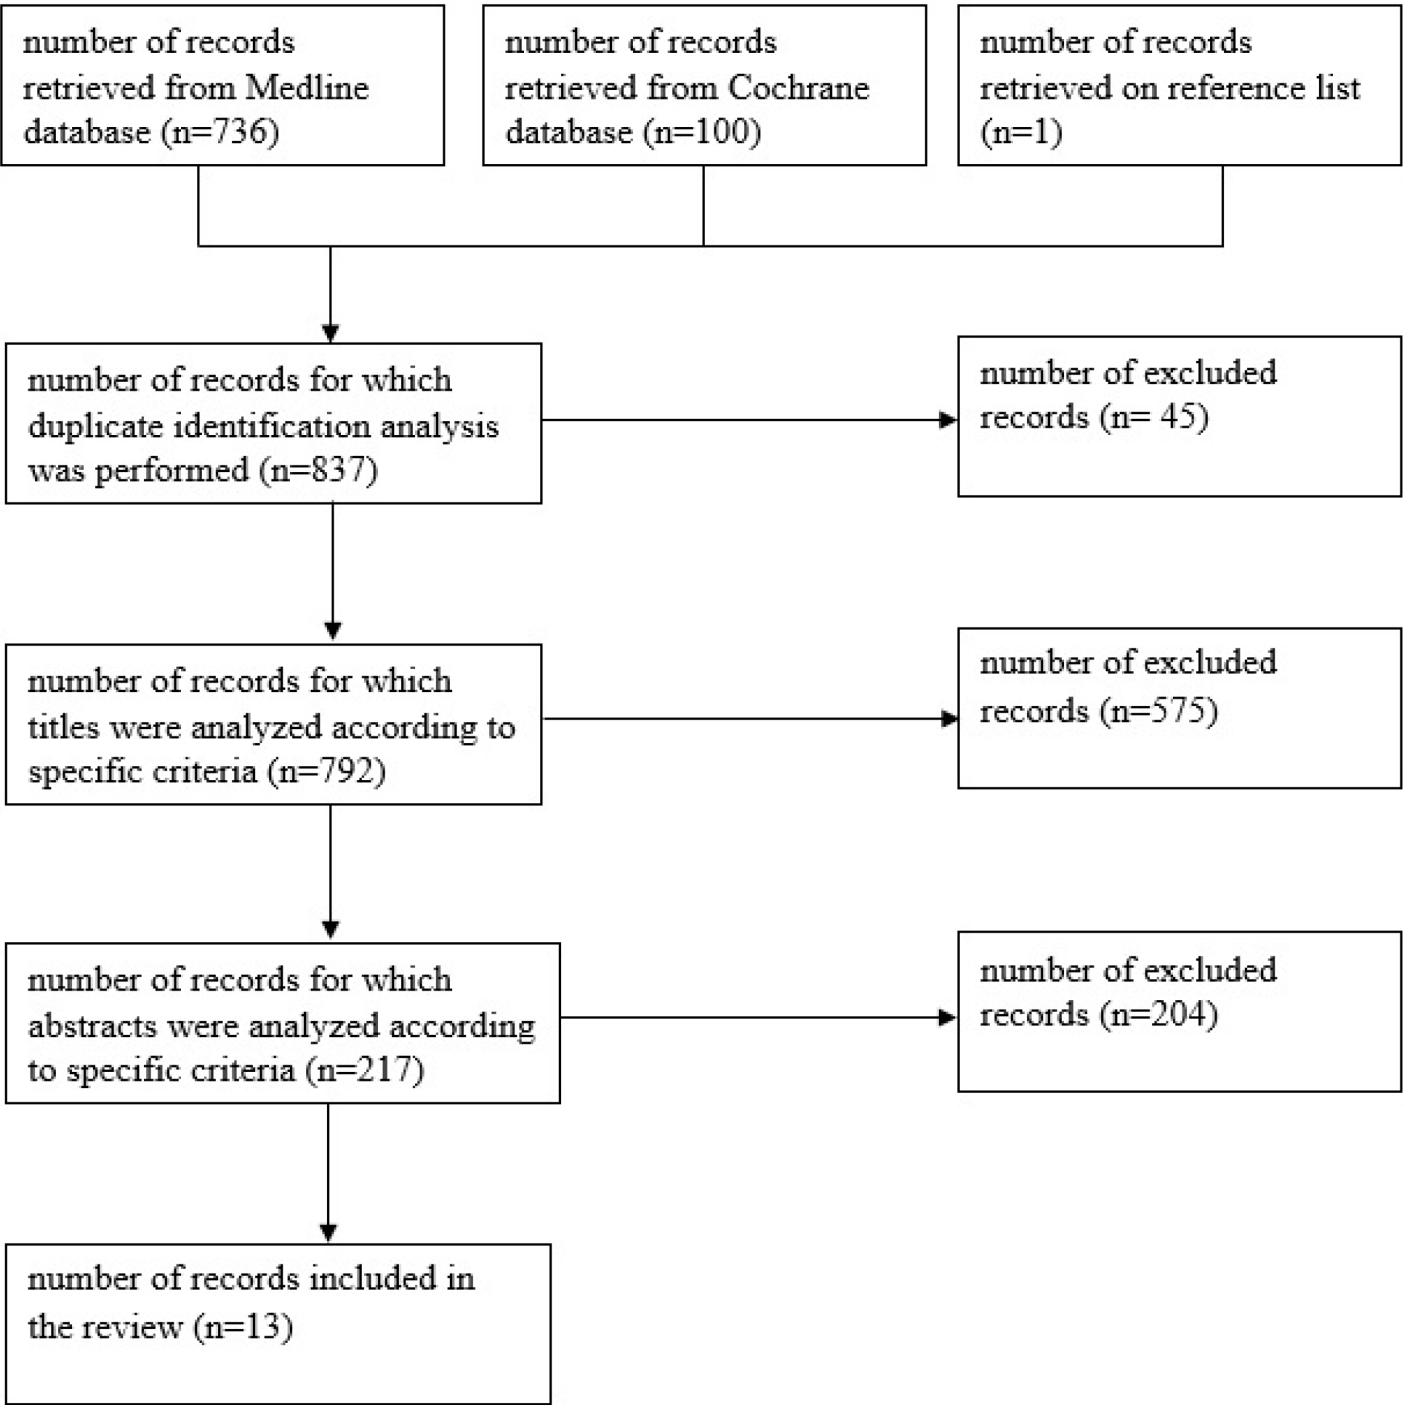 number of records
retrieved from Medline
database (n=736)
number of records
retrieved from Cochrane
database (n=100)
number of records
retrieved on reference list
(n=1)
number of records for which
duplicate identification analysis
was performed (n=837)
number of excluded
records (n= 45)
number of records for which
titles were analyzed according to
specific criteria (n=792)
number of excluded
records (n=575)
number of records for which
abstracts were analyzed according
to specific criteria (n=217)
number of excluded
records (n=204)
number of records included in
the review (n=13)